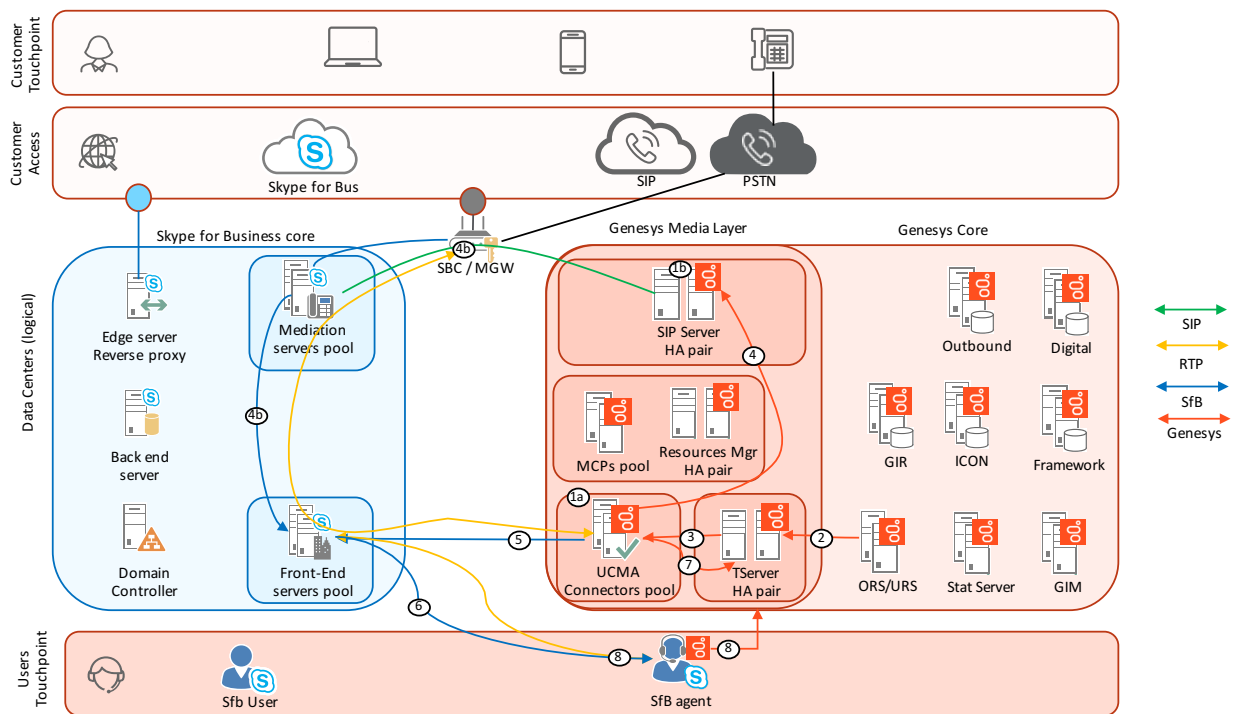 Customer
Touchpoint
Customer
Access
Skype for Bus
SIP
PSTN
Data Centers (logical)
Skype for Business core
4b
SBC / MGW
Genesys Media Layer
Genesys Core
Edge server
Reverse proxy
Mediation
servers pool
1b
SIP Server
HA pair
4
Outbound
Digital
SIP
RTP
SfB
Genesys
4b
Back end
server
MCPs pool
Resources Mgr
HA pair
GIR
ICON
Framework
1a
Domain
Controller
Front-End
servers pool
5
UCMA
Connectors pool
3
7
TServer
HA pair
2
ORS/URS
Stat Server
GIM
6
Users
Touchpoint
Sfb User
8
SfB agent
8